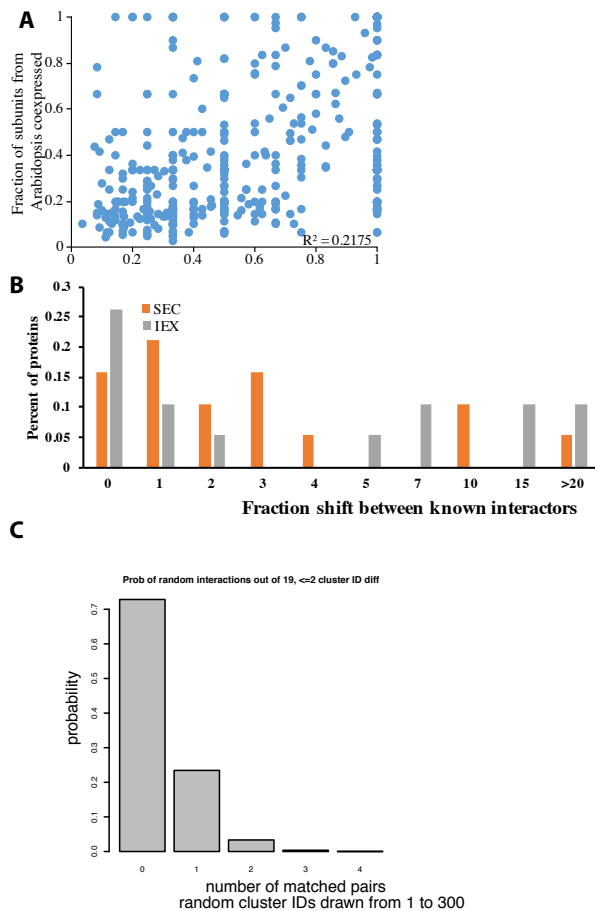 A
Fraction of subunits from
Arabidopsis coexpressed
1
0.8
0.6
0.4
0.2
0
0 0.2 0.4 0.6 0.8 1
R² = 0.2175
B
Percent of proteins
0.3
0.25
0.2
0.15
0.1
0.05
0
SEC
IEX
0 1 2 3 4 5 7 10 15 >20
Fraction shift between known interactors
C
Prob of random interactions out of 19, <=2 cluster ID diff
probability
0.7
0.6
0.5
0.4
0.3
0.2
0.1
0.0
0 1 2 3 4
number of matched pairs
random cluster IDs drawn from 1 to 300